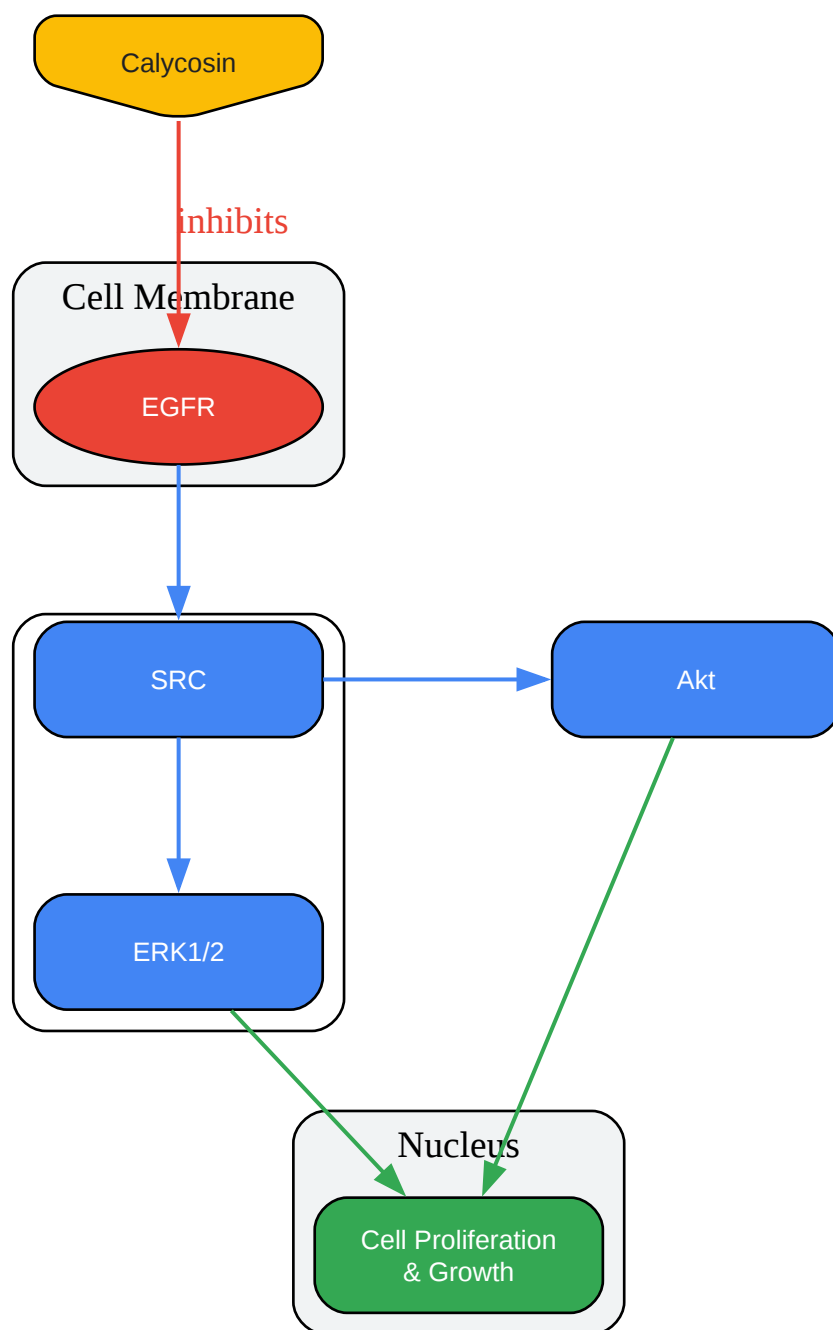 Calycosin
inhibits
Cell Membrane
EGFR
SRC
Akt
ERK1/2
Nucleus
Cell Proliferation
& Growth